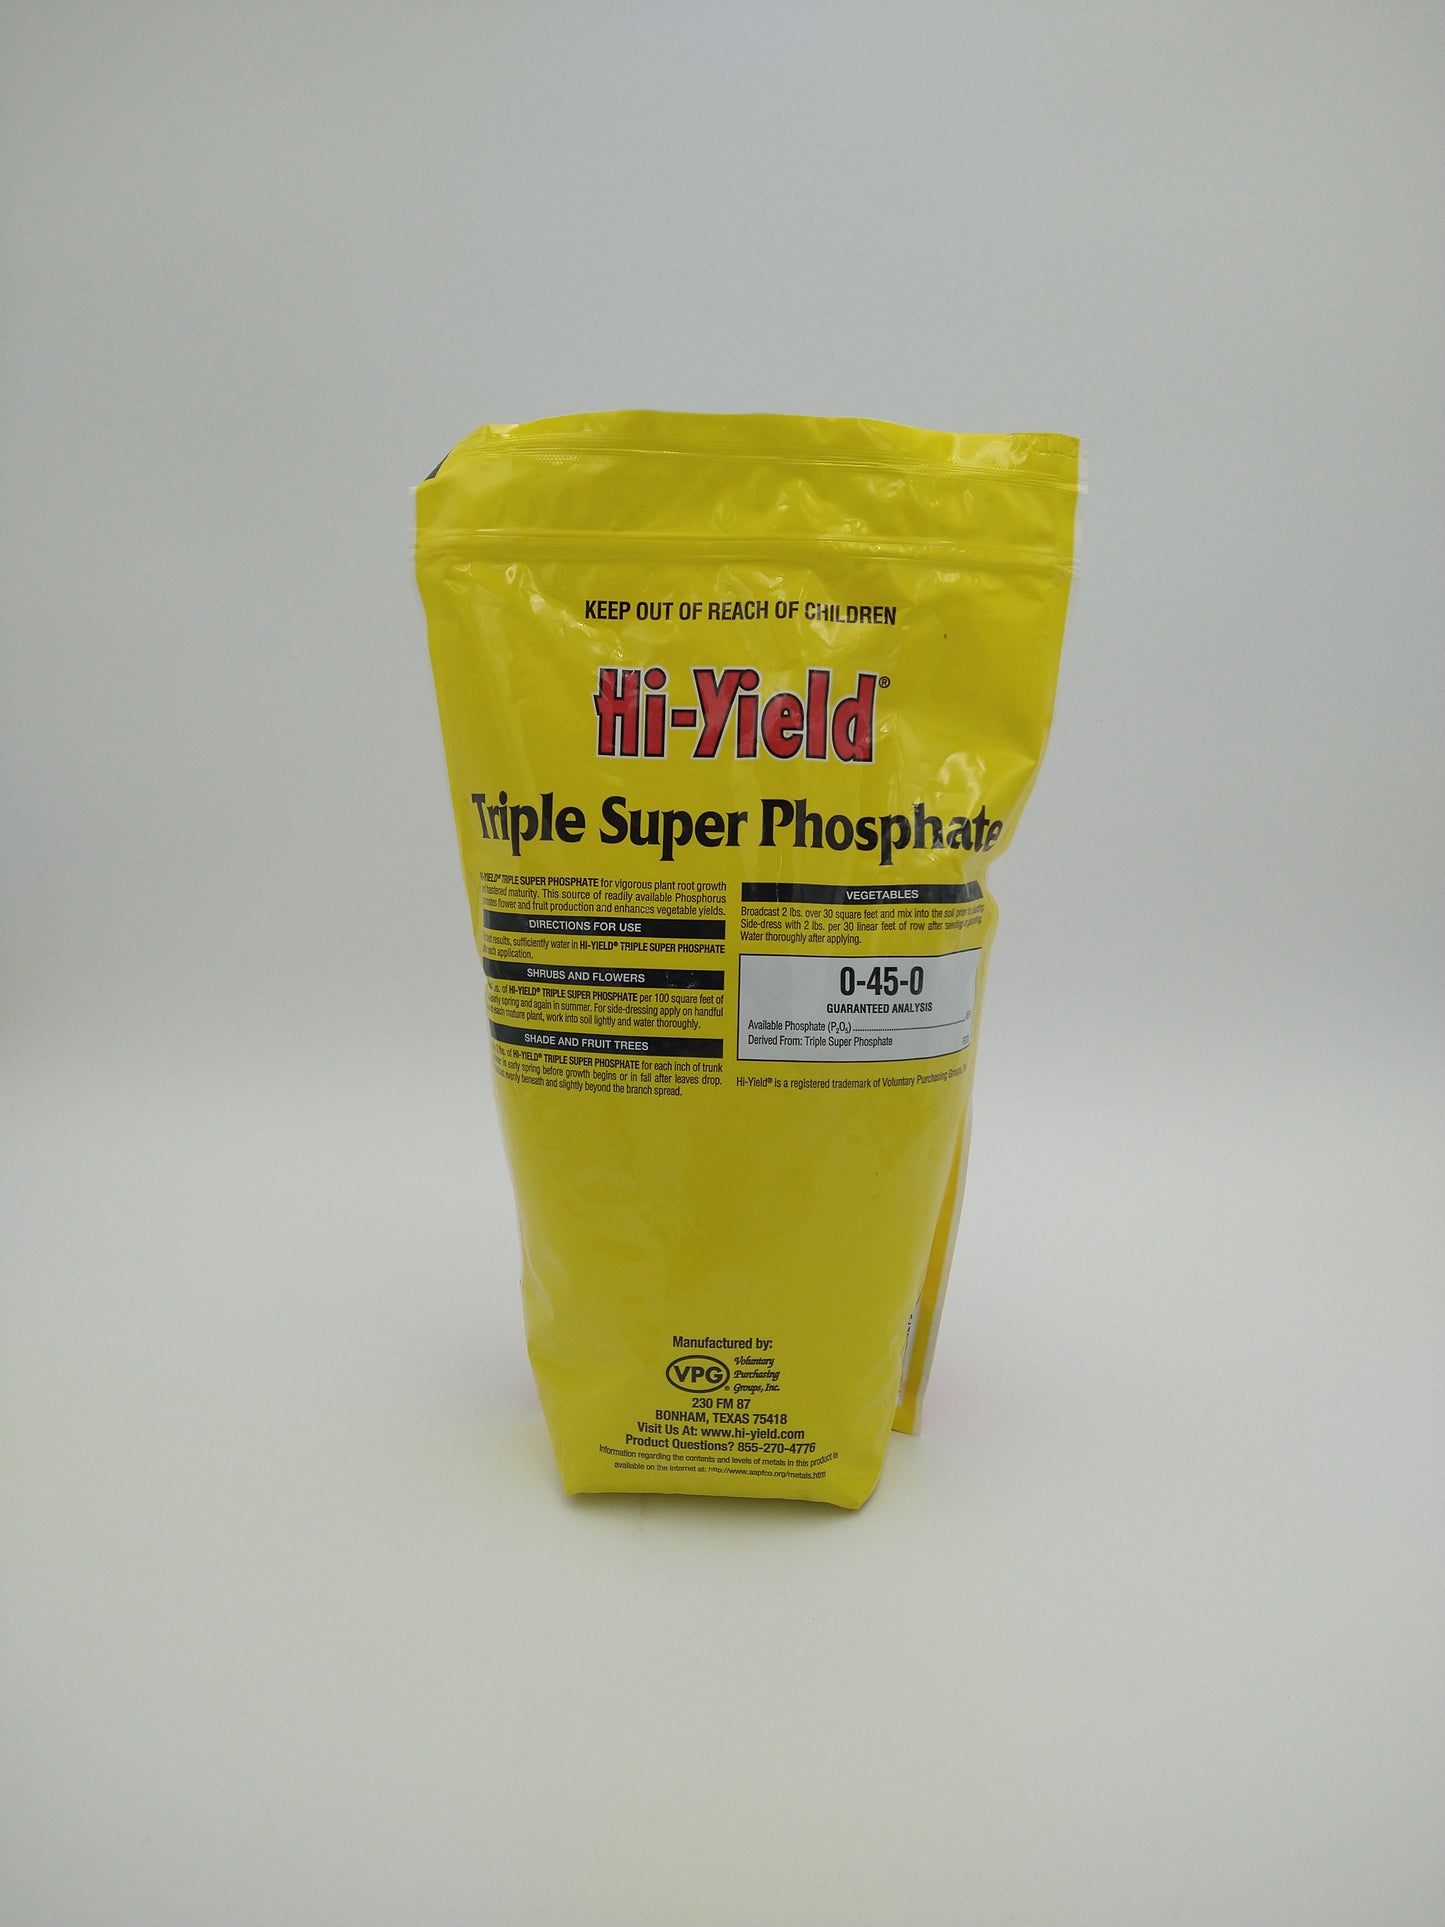 KEEP OUT OF REACH OF CHILDREN
Hi-Yield®
Triple Super Phosphate
TRIPLE SUPER PHOSPHATE for vigorous plant root growth
hastened maturity. This source of readily available Phosphorus
flower and fruit production and enhances vegetable yields.
DIRECTIONS FOR USE
results, sufficiently water in HI-YIELD® TRIPLE SUPER PHOSPHATE
each application.
SHRUBS AND FLOWERS
of HI-YIELD® TRIPLE SUPER PHOSPHATE per 100 square feet of
early spring and again in summer. For side-dressing apply on handful
each mature plant, work into soil lightly and water thoroughly.
SHADE AND FRUIT TREES
of HI-YIELD® TRIPLE SUPER PHOSPHATE for each inch of trunk
in early spring before growth begins or in fall after leaves drop.
evenly beneath and slightly beyond the branch spread.
VEGETABLES
Broadcast 2 lbs. over 30 square feet and mix into the soil prior to planting.
Side-dress with 2 lbs. per 30 linear feet of row after seeding or planting.
Water thoroughly after applying.
0-45-0
GUARANTEED ANALYSIS
Available Phosphate (P₂O₅)
Derived From: Triple Super Phosphate
Hi-Yield® is a registered trademark of Voluntary Purchasing Groups,
Manufactured by:
VPG® Voluntary
Purchasing
Groups, Inc.
230 FM 87
BONHAM, TEXAS 75418
Visit Us At: www.hi-yield.com
Product Questions? 855-270-4776
Information regarding the contents and levels of metals in this product is
available on the internet at: http://www.aapfco.org/metals.htm